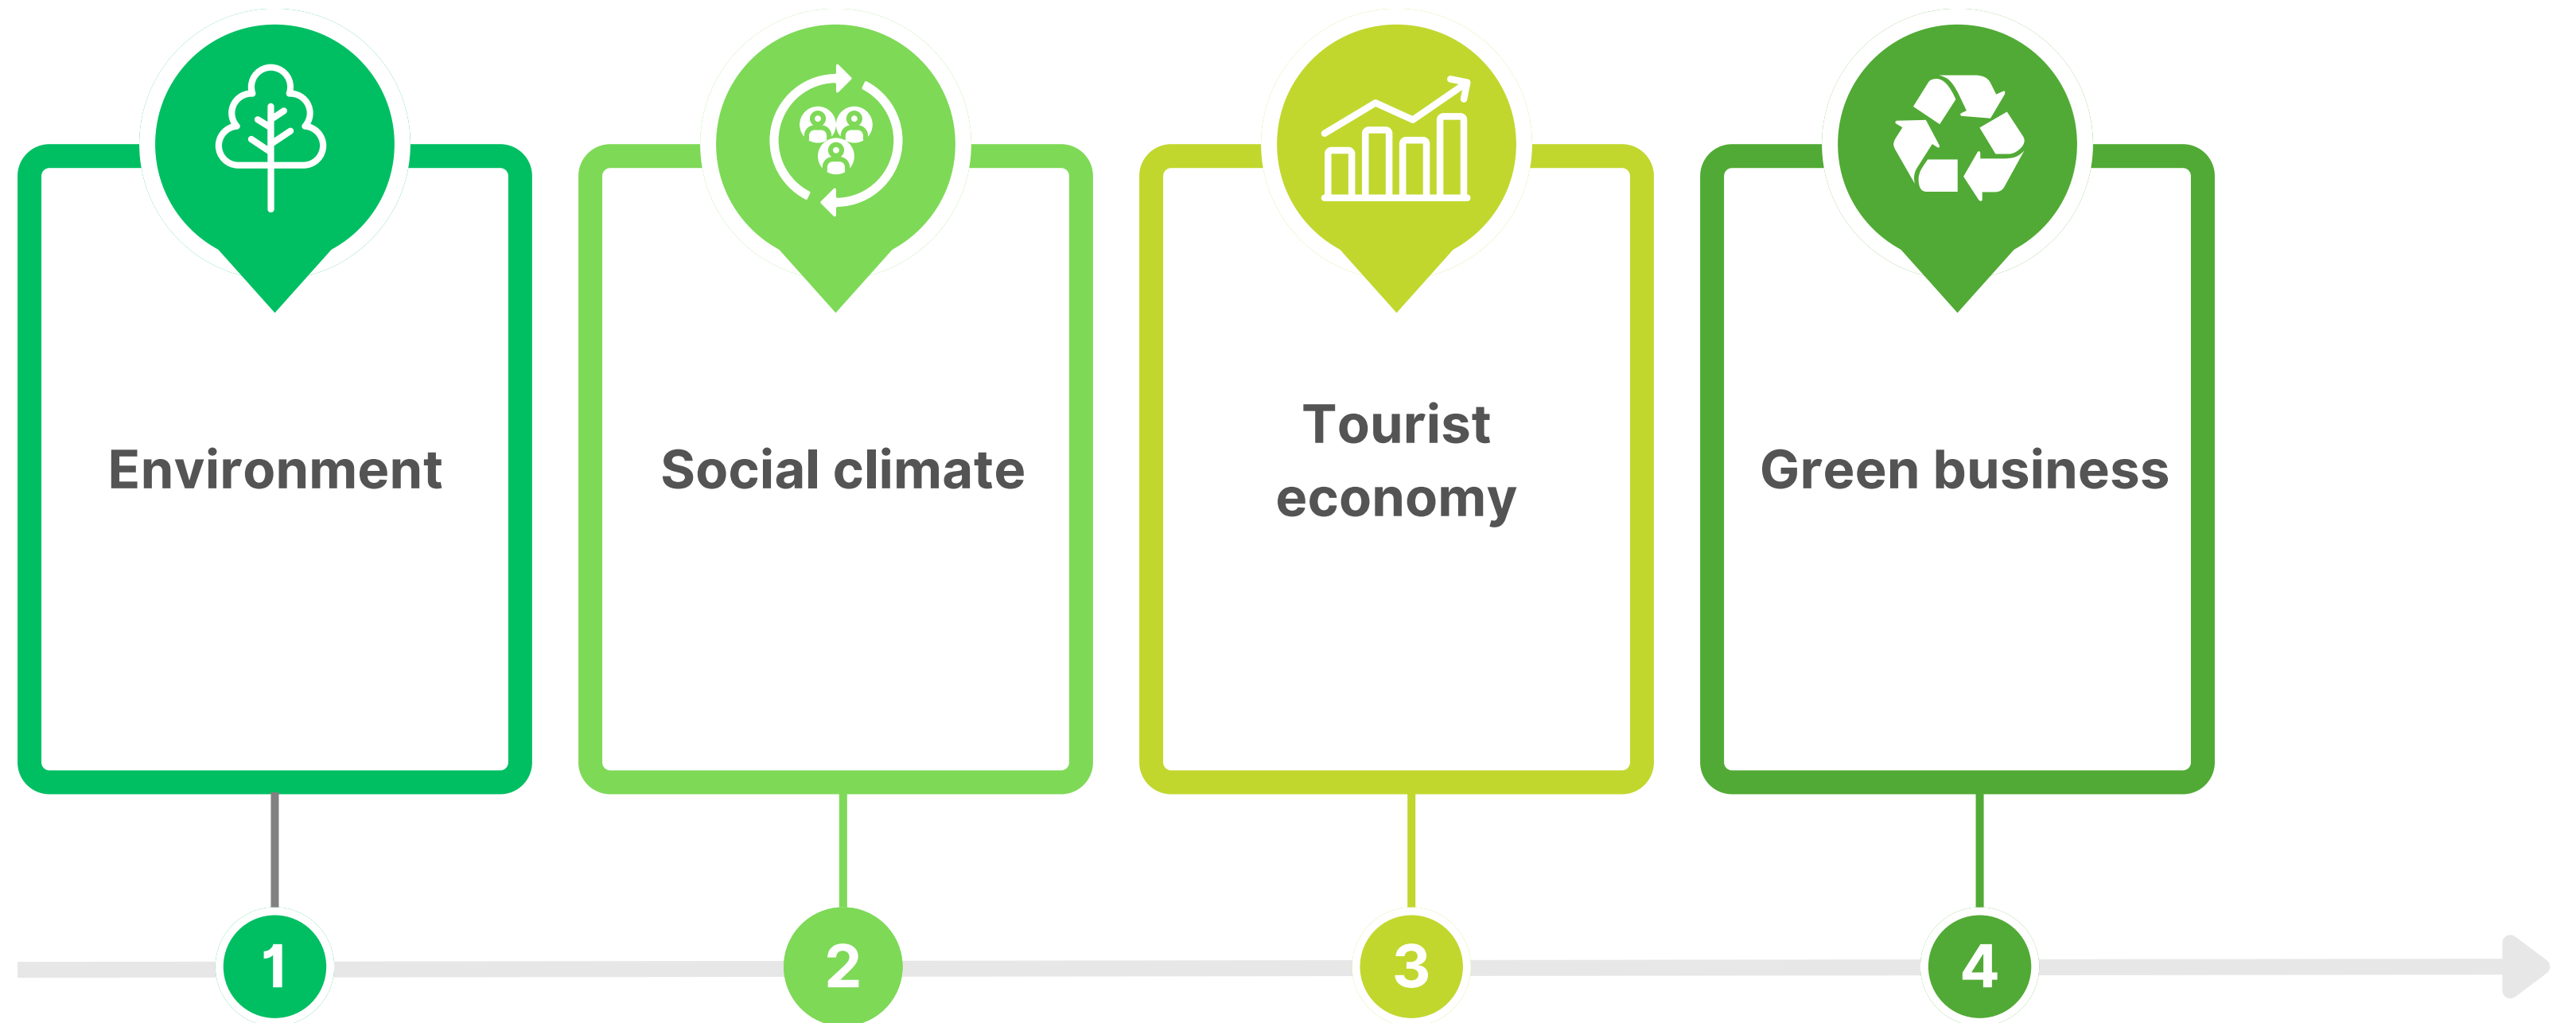 Environment
Social climate
Tourist
economy
Green business
1
2
3
4